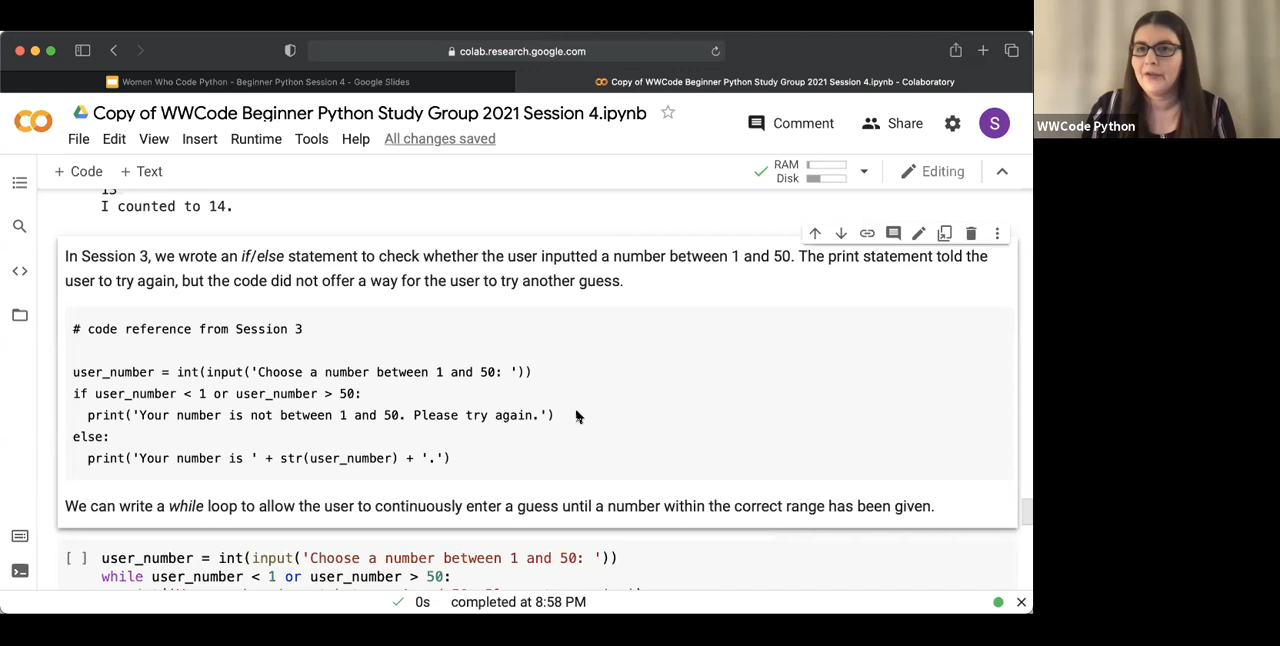 colab.research.google.com
Women Who Code Python - Beginner Python Session 4 - Google Slides
Copy of WWCode Beginner Python Study Group 2021 Session 4.ipynb - Colaboratory
Copy of WWCode Beginner Python Study Group 2021 Session 4.ipynb
Comment
Share
S
File Edit View Insert Runtime Tools Help All changes saved
WWCode Python
+ Code + Text
RAM
Disk
Editing
I counted to 14.
In Session 3, we wrote an if/else statement to check whether the user inputted a number between 1 and 50. The print statement told the
user to try again, but the code did not offer a way for the user to try another guess.
# code reference from Session 3
user_number = int(input('Choose a number between 1 and 50: '))
if user_number < 1 or user_number > 50:
print('Your number is not between 1 and 50. Please try again.')
else:
print('Your number is ' + str(user_number) + '.')
We can write a while loop to allow the user to continuously enter a guess until a number within the correct range has been given.
[ ] user_number = int(input('Choose a number between 1 and 50: '))
while user_number < 1 or user_number > 50:
0s completed at 8:58 PM